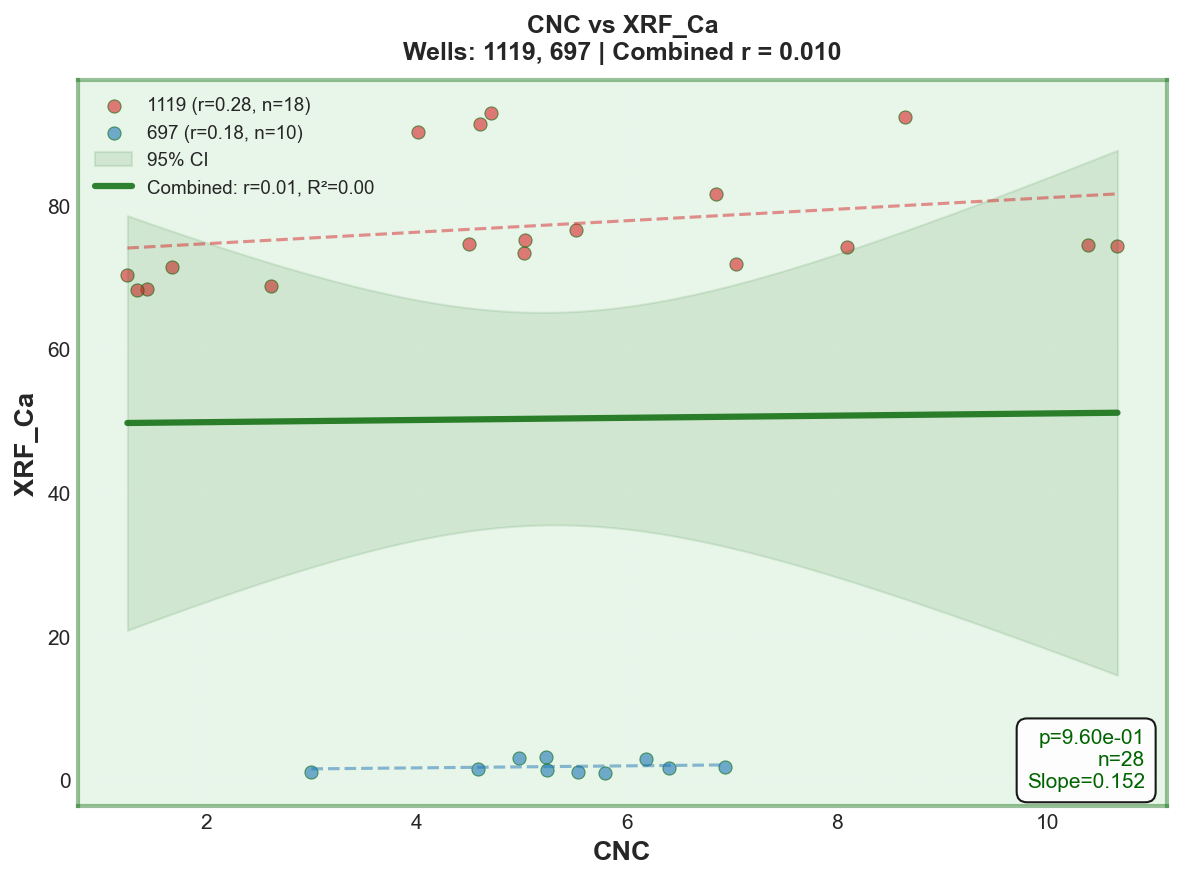 CNC vs XRF_Ca
Wells: 1119, 697 | Combined r = 0.010
1119 (r=0.28, n=18)
697 (r=0.18, n=10)
95% CI
Combined: r=0.01, R²=0.00
XRF_Ca
80
60
40
20
0
p=9.60e-01
n=28
Slope=0.152
2
4
6
8
10
CNC